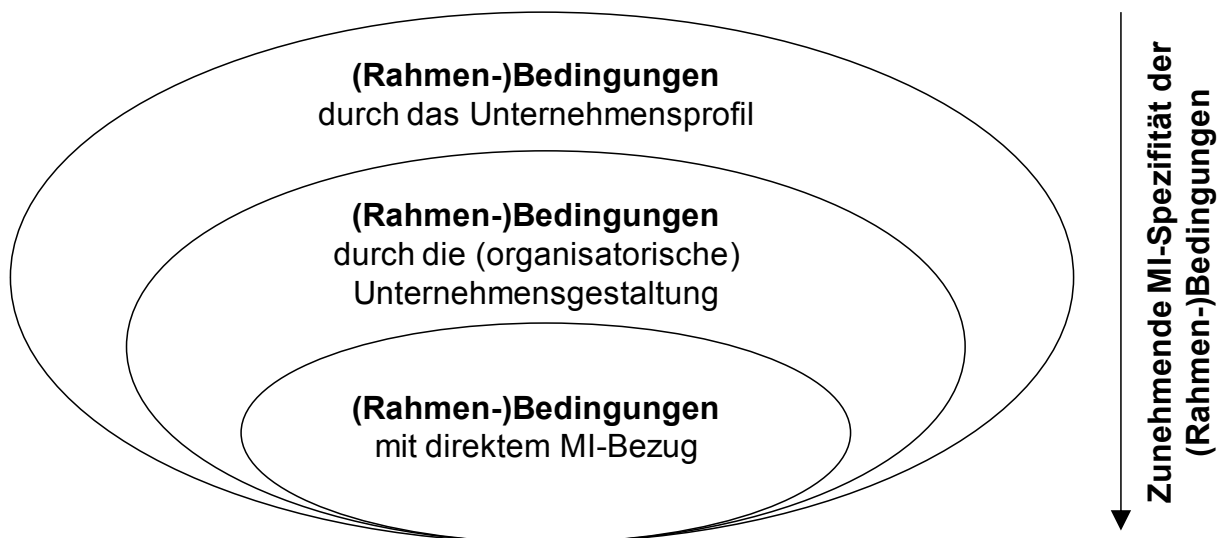 (Rahmen-)Bedingungen
durch das Unternehmensprofil
(Rahmen-)Bedingungen
durch die (organisatorische)
Unternehmensgestaltung
(Rahmen-)Bedingungen
mit direktem MI-Bezug
Zunehmende MI-Spezifität der
(Rahmen-)Bedingungen